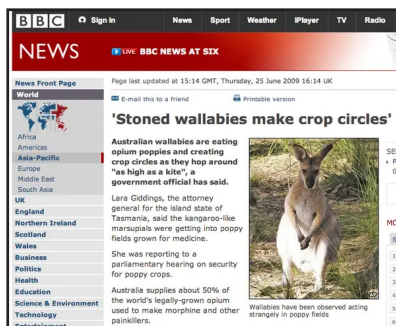 BBC Sign in News Sport Weather iPlayer TV Radio
NEWS LIVE BBC NEWS AT SIX
News Front Page
World
Africa
Americas
Asia-Pacific
Europe
Middle East
South Asia
UK
England
Northern Ireland
Scotland
Wales
Business
Politics
Health
Education
Science & Environment
Technology
Entertainment
Page last updated at 15:14 GMT, Thursday, 25 June 2009 16:14 UK
E-mail this to a friend Printable version
'Stoned wallabies make crop circles'
Australian wallabies are eating
opium poppies and creating
crop circles as they hop around
"as high as a kite", a
government official has said.
Lara Giddings, the attorney
general for the island state of
Tasmania, said the kangaroo-like
marsupials were getting into poppy
fields grown for medicine.
She was reporting to a
parliamentary hearing on security
for poppy crops.
Australia supplies about 50% of
the world's legally-grown opium
used to make morphine and other
painkillers.
AP
Wallabies have been observed acting
strangely in poppy fields